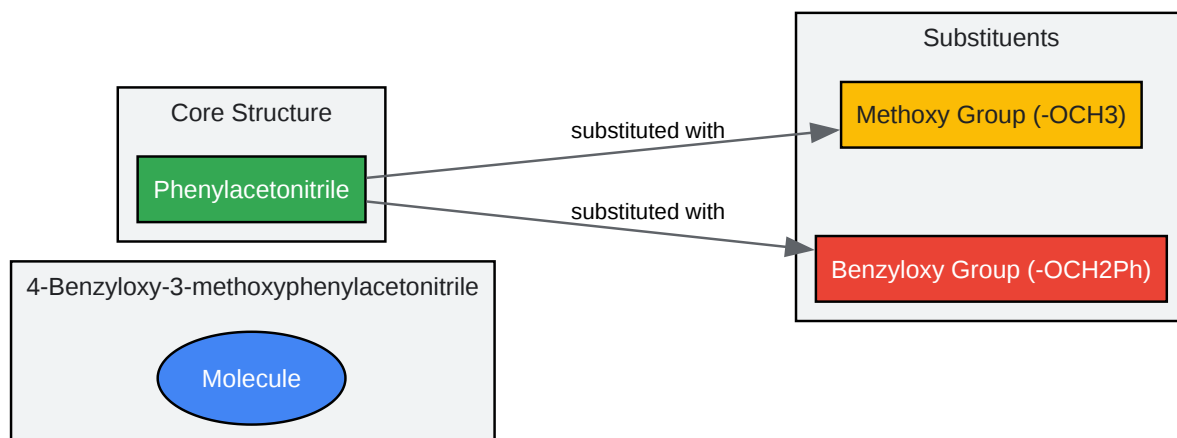 Substituents
Methoxy Group (-OCH3)
Core Structure
substituted with
Phenylacetonitrile
substituted with
Benzyloxy Group (-OCH2Ph)
4-Benzyloxy-3-methoxyphenylacetonitrile
Molecule